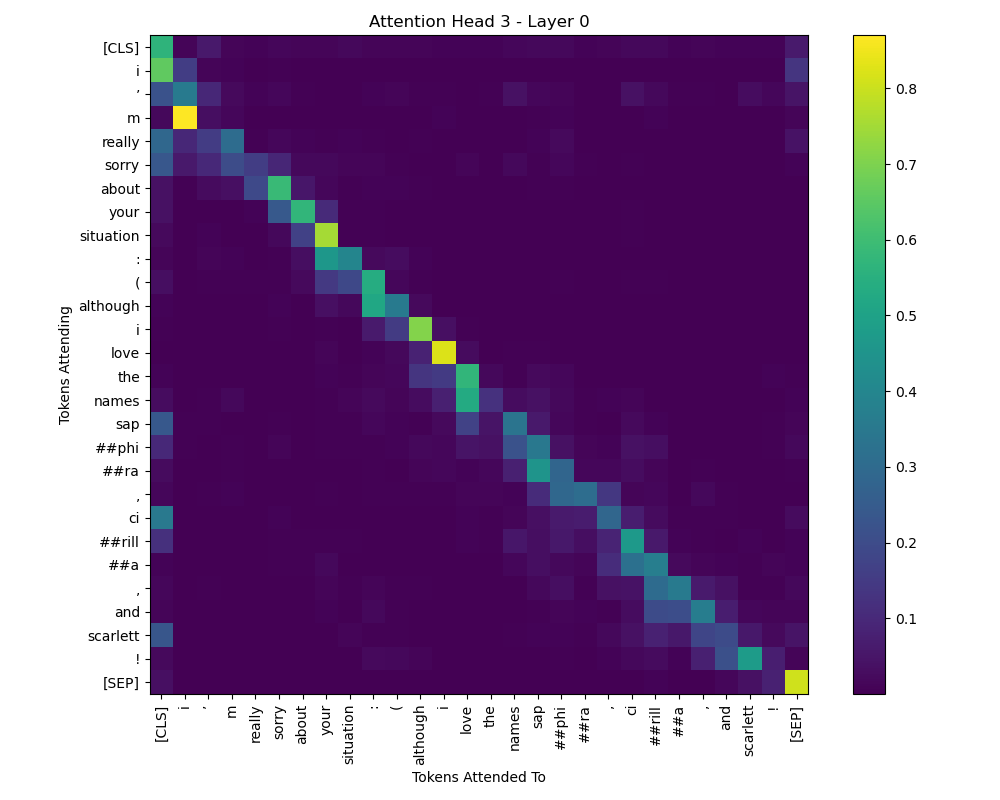 Attention Head 3 - Layer 0
Tokens Attending
[CLS]
i
’
m
really
sorry
about
your
situation
:
(
although
i
love
the
names
sap
##phi
##ra
,
ci
##rill
##a
,
and
scarlett
!
[SEP]
[CLS]
i
’
m
really
sorry
about
your
situation
:
(
although
i
love
the
names
sap
##phi
##ra
,
ci
##rill
##a
,
and
scarlett
!
[SEP]
Tokens Attended To
0.8
0.7
0.6
0.5
0.4
0.3
0.2
0.1